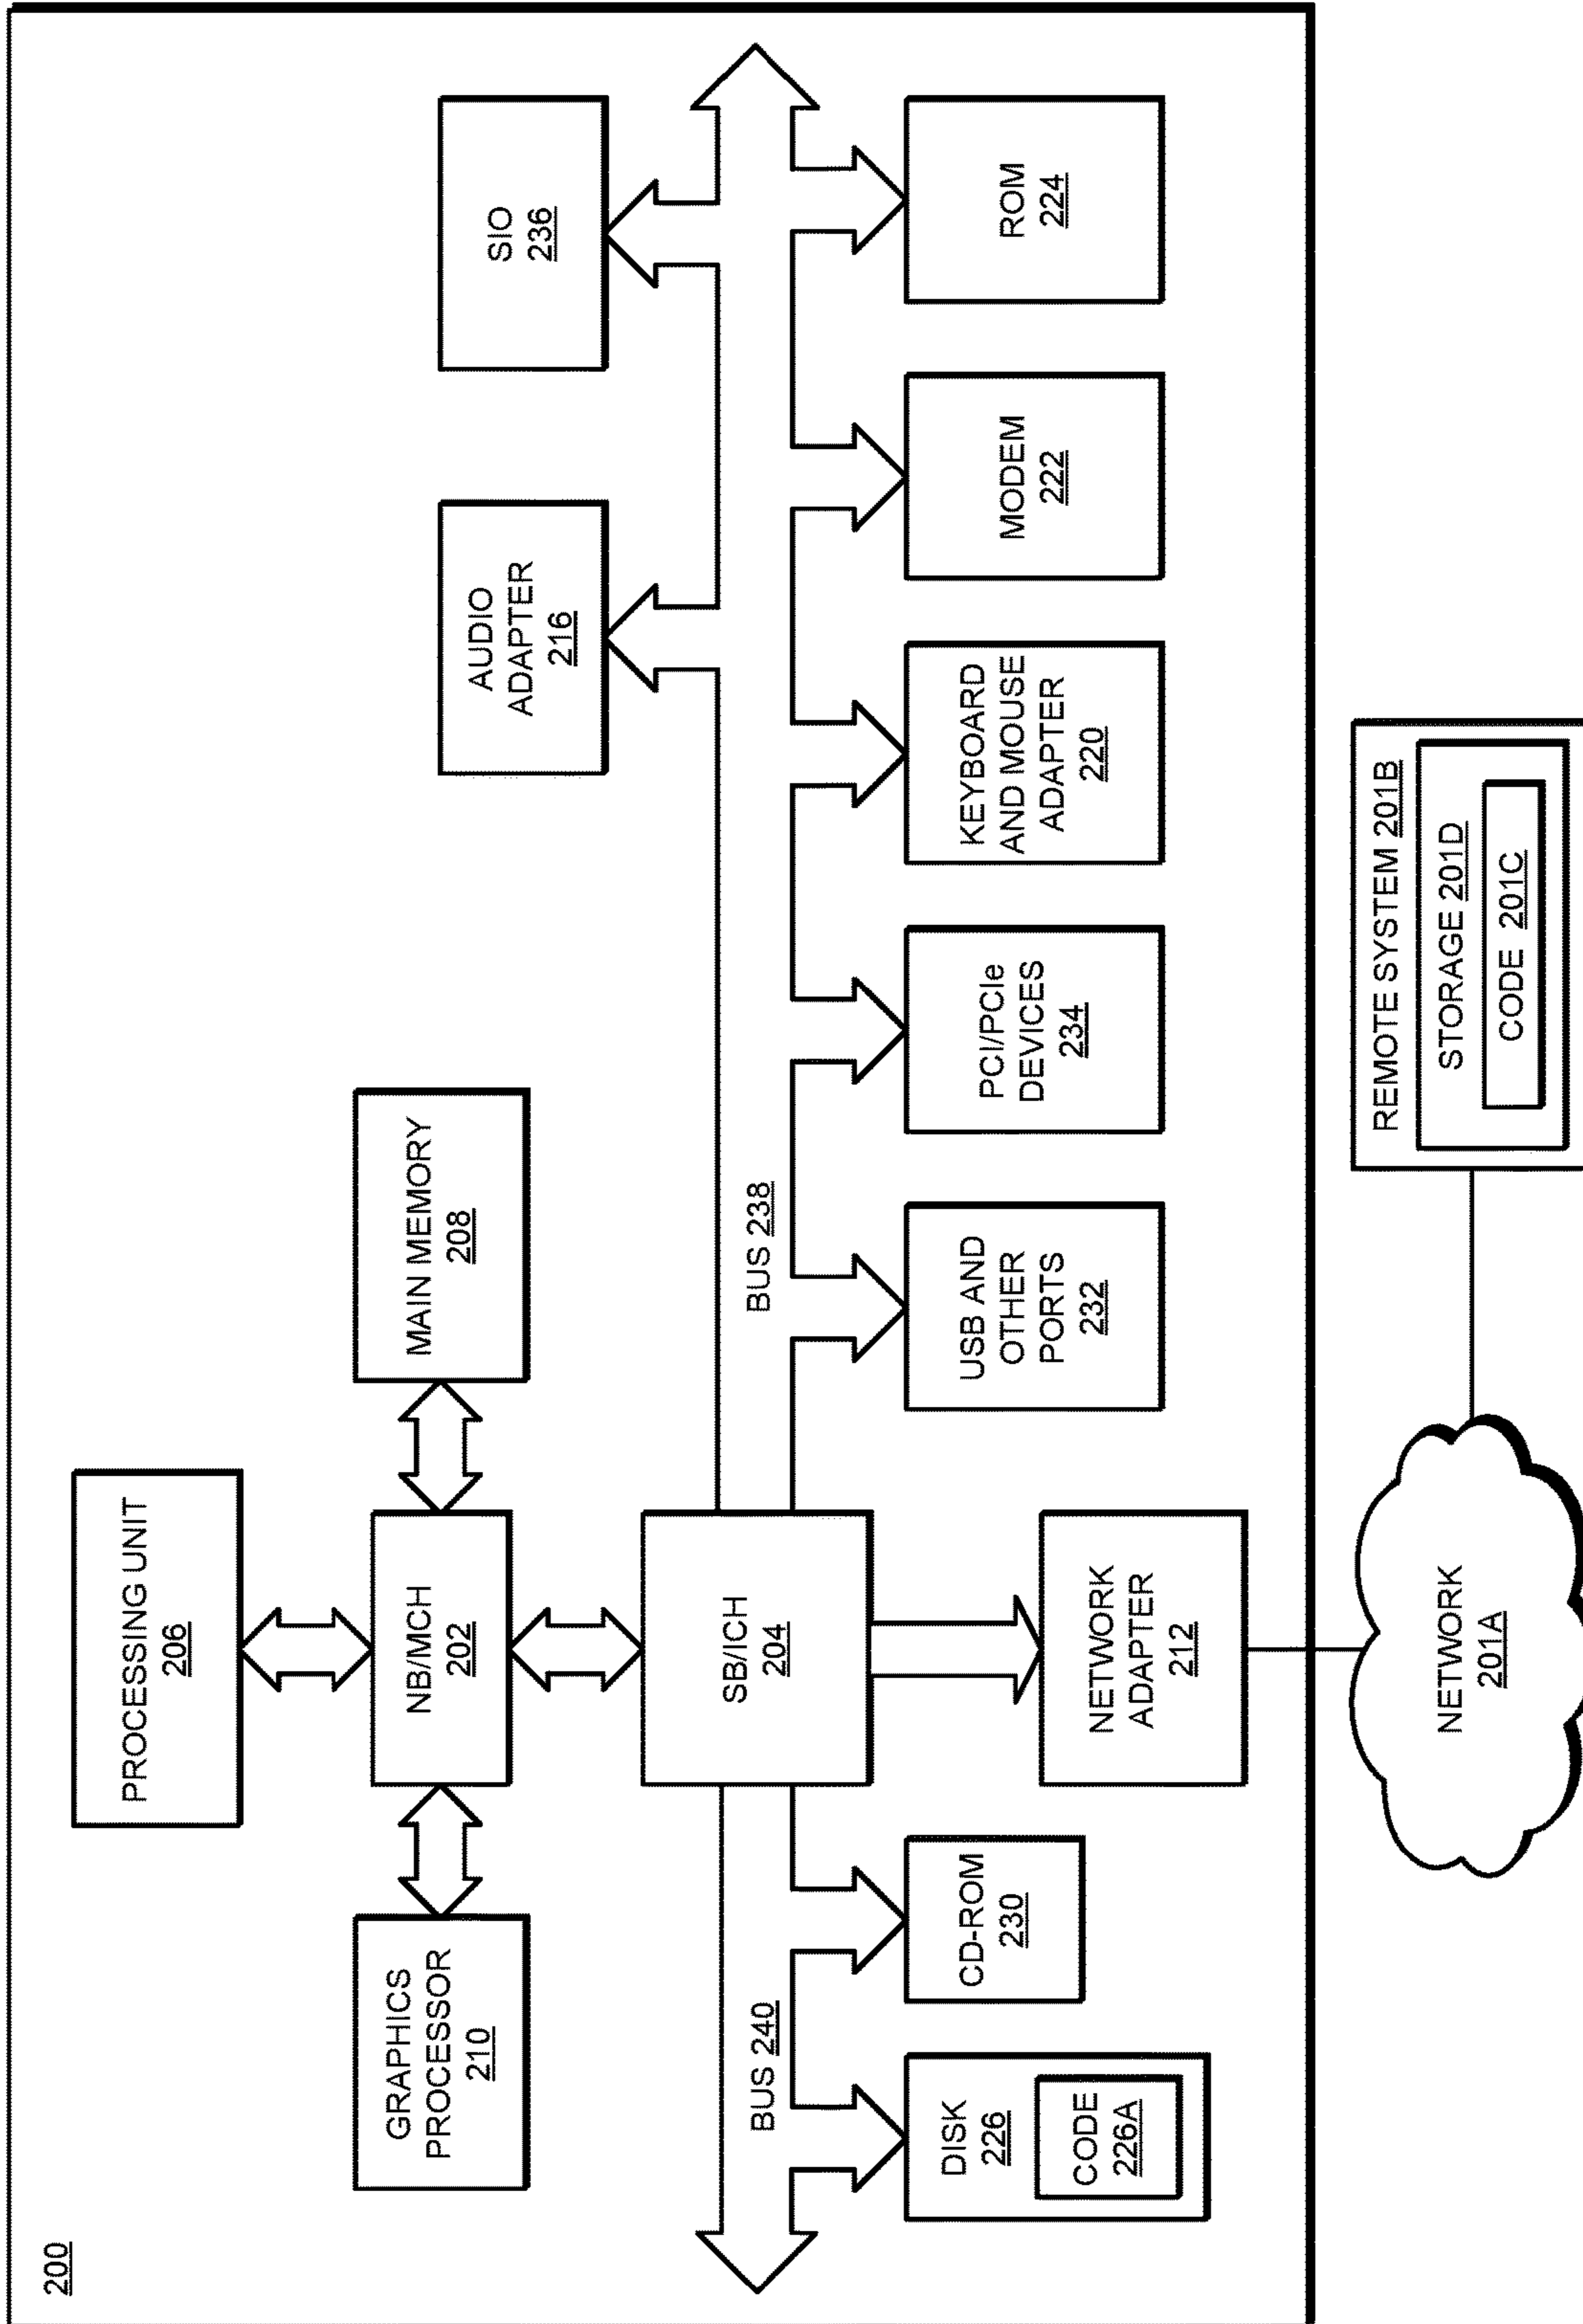 200
PROCESSING UNIT
206
GRAPHICS
PROCESSOR
210
NB/MCH
202
MAIN MEMORY
208
AUDIO
ADAPTER
216
SIO
236
SB/ICH
204
BUS 240
BUS 238
DISK
226
CODE
226A
CD-ROM
230
NETWORK
ADAPTER
212
USB AND
OTHER
PORTS
232
PCI/PCIe
DEVICES
234
KEYBOARD
AND MOUSE
ADAPTER
220
MODEM
222
ROM
224
NETWORK
201A
REMOTE SYSTEM 201B
STORAGE 201D
CODE 201C